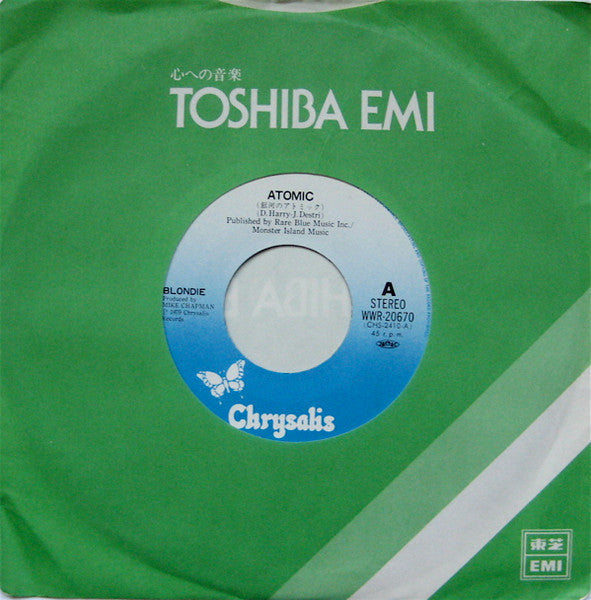 心への音楽
TOSHIBA EMI
ATOMIC
(銀河のアトミック)
(D. Harry-J. Destri)
Published by Rare Blue Music Inc./
Monster Island Music
BLONDIE
Produced by
MIKE CHAPMAN
℗ 1979 Chrysalis
Records
A
STEREO
WWR-20670
(CHS-2410-A)
45 r.p.m.
Chrysalis
東芝
EMI